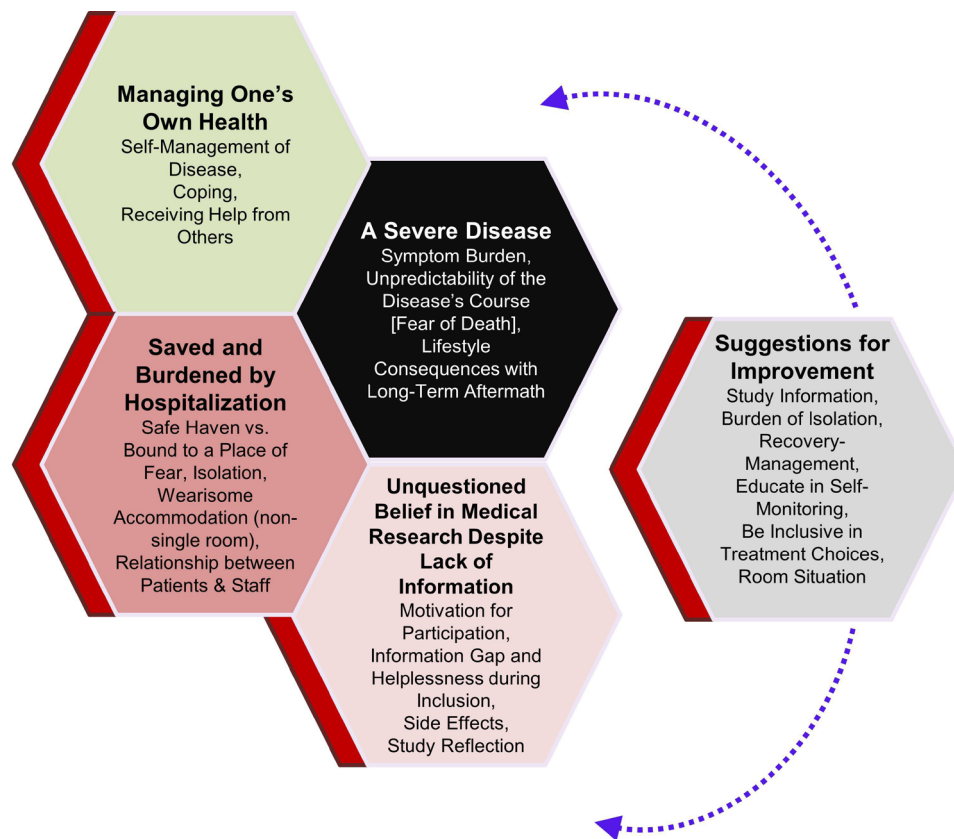 Managing One's
Own Health
Self-Management of
Disease,
Coping,
Receiving Help from
Others
A Severe Disease
Symptom Burden,
Unpredictability of the
Disease's Course
[Fear of Death],
Lifestyle
Consequences with
Long-Term Aftermath
Saved and
Burdened by
Hospitalization
Safe Haven vs.
Bound to a Place of
Fear, Isolation,
Wearisome
Accommodation (non-
single room),
Relationship between
Patients & Staff
Unquestioned
Belief in Medical
Research Despite
Lack of
Information
Motivation for
Participation,
Information Gap and
Helplessness during
Inclusion,
Side Effects,
Study Reflection
Suggestions for
Improvement
Study Information,
Burden of Isolation,
Recovery-
Management,
Educate in Self-
Monitoring,
Be Inclusive in
Treatment Choices,
Room Situation